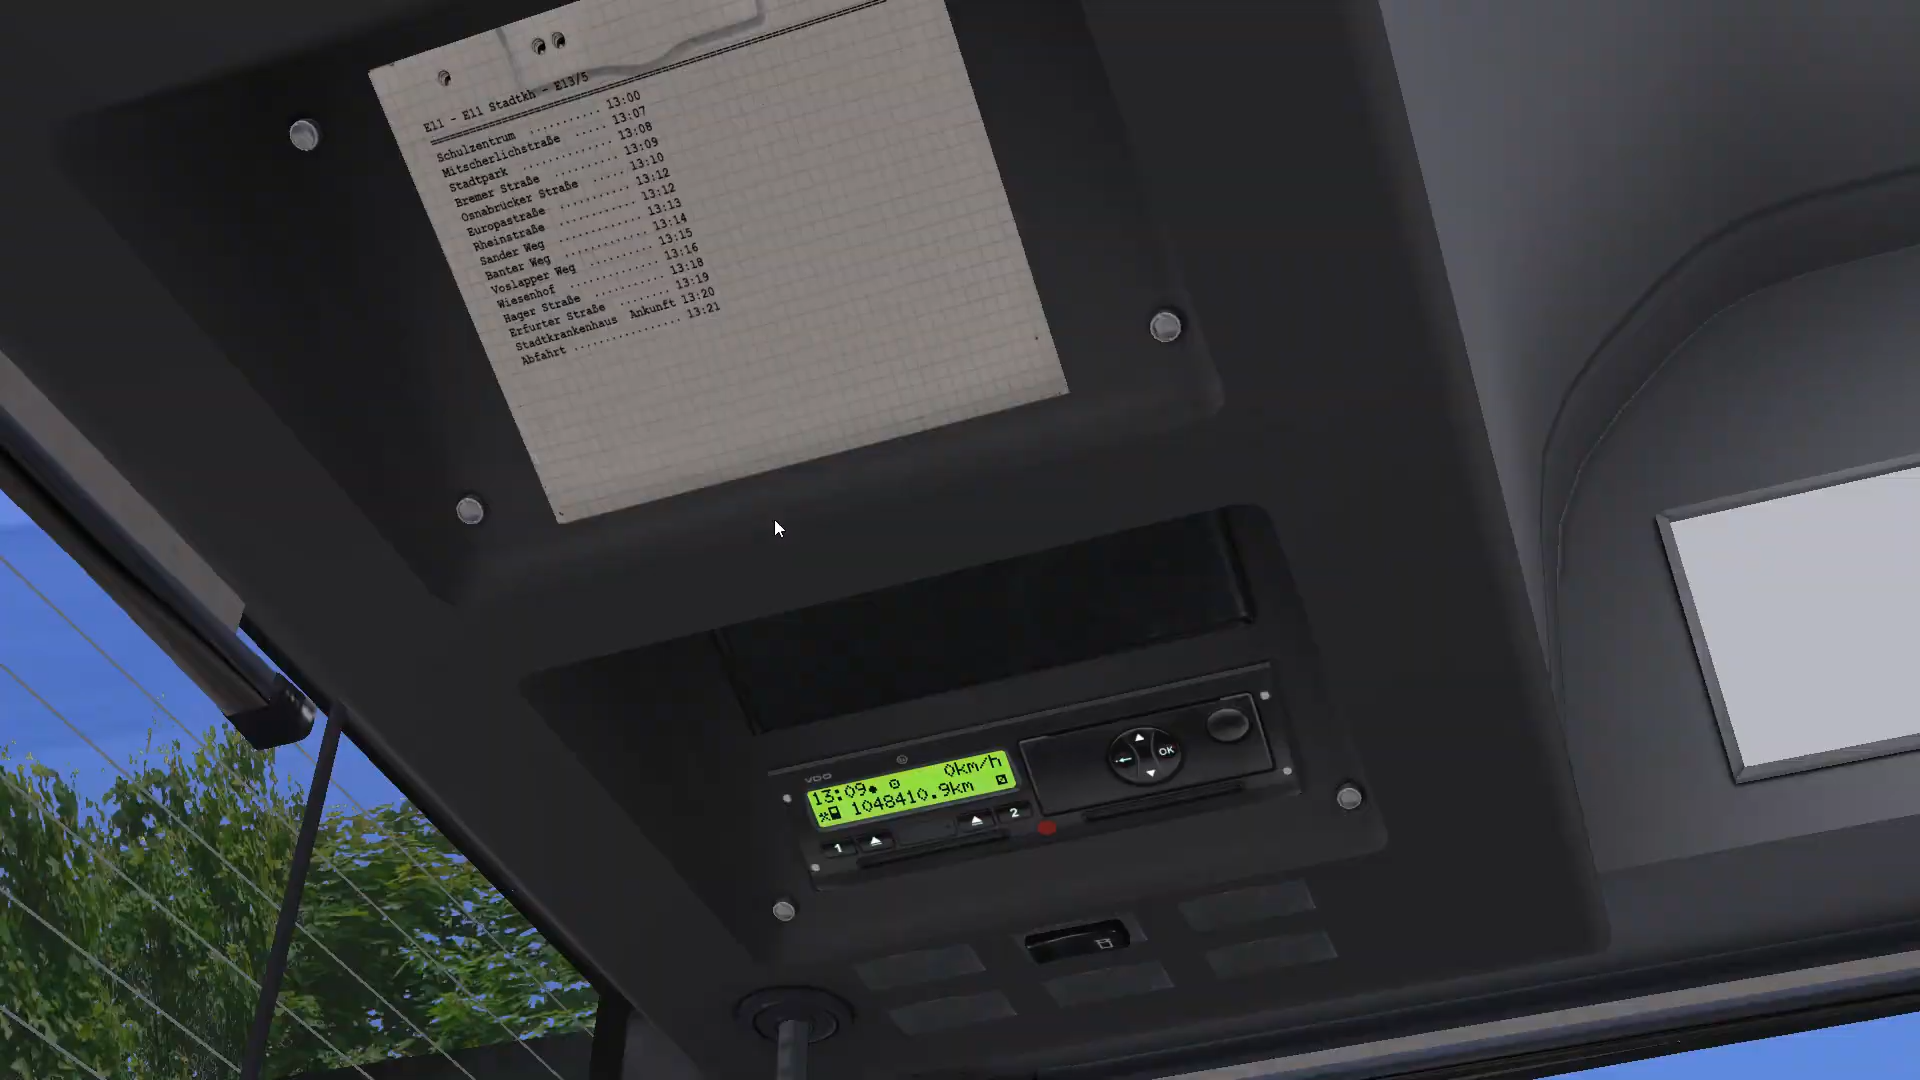 E11 - E11 Stadtkh - E13/5
Schulzentrum .......... 13:00
Mitscherlichstraße ..... 13:07
Stadtpark .............. 13:08
Bremer Straße .......... 13:09
Osnabrücker Straße ..... 13:10
Europastraße ........... 13:12
Rheinstraße ............ 13:12
Sander Weg ............. 13:13
Banter Weg ............. 13:14
Voslapper Weg .......... 13:15
Wiesenhof .............. 13:16
Hager Straße ........... 13:18
Erfurter Straße ........ 13:19
Stadtkrankenhaus Ankunft 13:20
Abfahrt ................ 13:21
VDO
13:09 0km/h
1048410.9km
1 2
OK